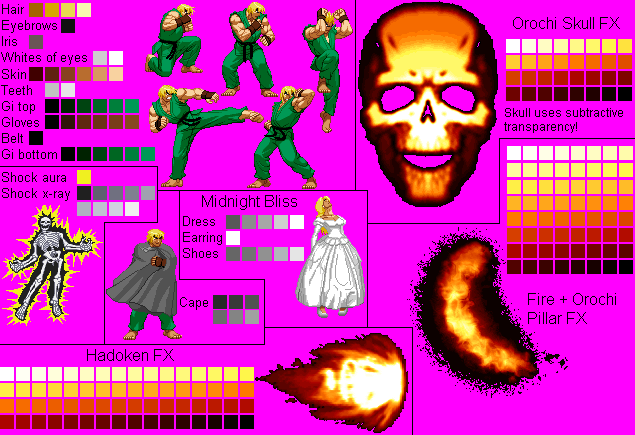 Hair
Eyebrows
Iris
Whites of eyes
Skin
Teeth
Gi top
Gloves
Belt
Gi bottom
Shock aura
Shock x-ray
Midnight Bliss
Dress
Earring
Shoes
Cape
Orochi Skull FX
Skull uses subtractive
transparency!
Fire + Orochi
Pillar FX
Hadoken FX